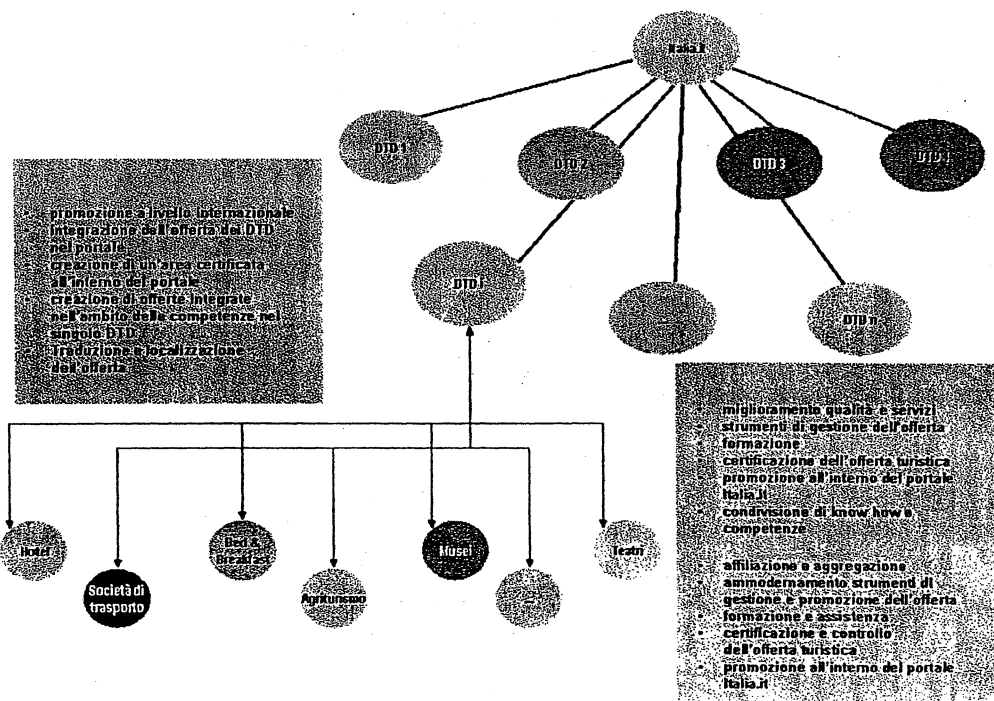 Italia.it
DTD 1
DTD 2
DTD 3
DTD
promozione a livello internazionale
integrazione dell'offerta dei DTD
nel portale
creazione di un'area certificata
all'interno del portale
creazione di offerte integrate
nell'ambito delle competenze nel
singolo DTD
Traduzione e localizzazione
dell'offerta
DTD i
DTD n
miglioramento qualità e servizi
strumenti di gestione dell'offerta
formazione
certificazione dell'offerta turistica
promozione all'interno del portale
Italia.it
condivisione di know how e
competenze
affiliazione e aggregazione
ammodernamento strumenti di
gestione e promozione dell'offerta
formazione e assistenza
certificazione e controllo
dell'offerta turistica
promozione all'interno del portale
Italia.it
Hotel
Società di
trasporto
Bed &
Breakfast
Agriturismo
Musei
Teatri